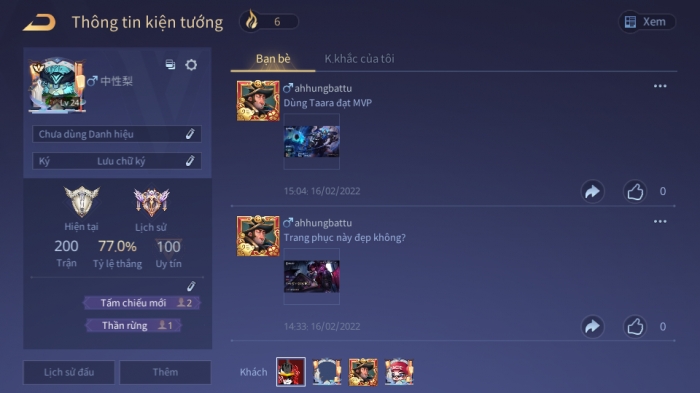 Thông tin kiện tướng
6
Xem
中性梨
Lv 24
Chưa dùng Danh hiệu
Ký Lưu chữ ký
Hiện tại Lịch sử
200 77.0% 100
Trận Tỷ lệ thắng Uy tín
Tấm chiếu mới 2
Thần rừng 1
Lịch sử đấu Thêm
Bạn bè K.khắc của tôi
ahhungbattu
Dùng Taara đạt MVP
15:04 16/02/2022 0
ahhungbattu
Trang phục này đẹp không?
14:33 16/02/2022 0
Khách